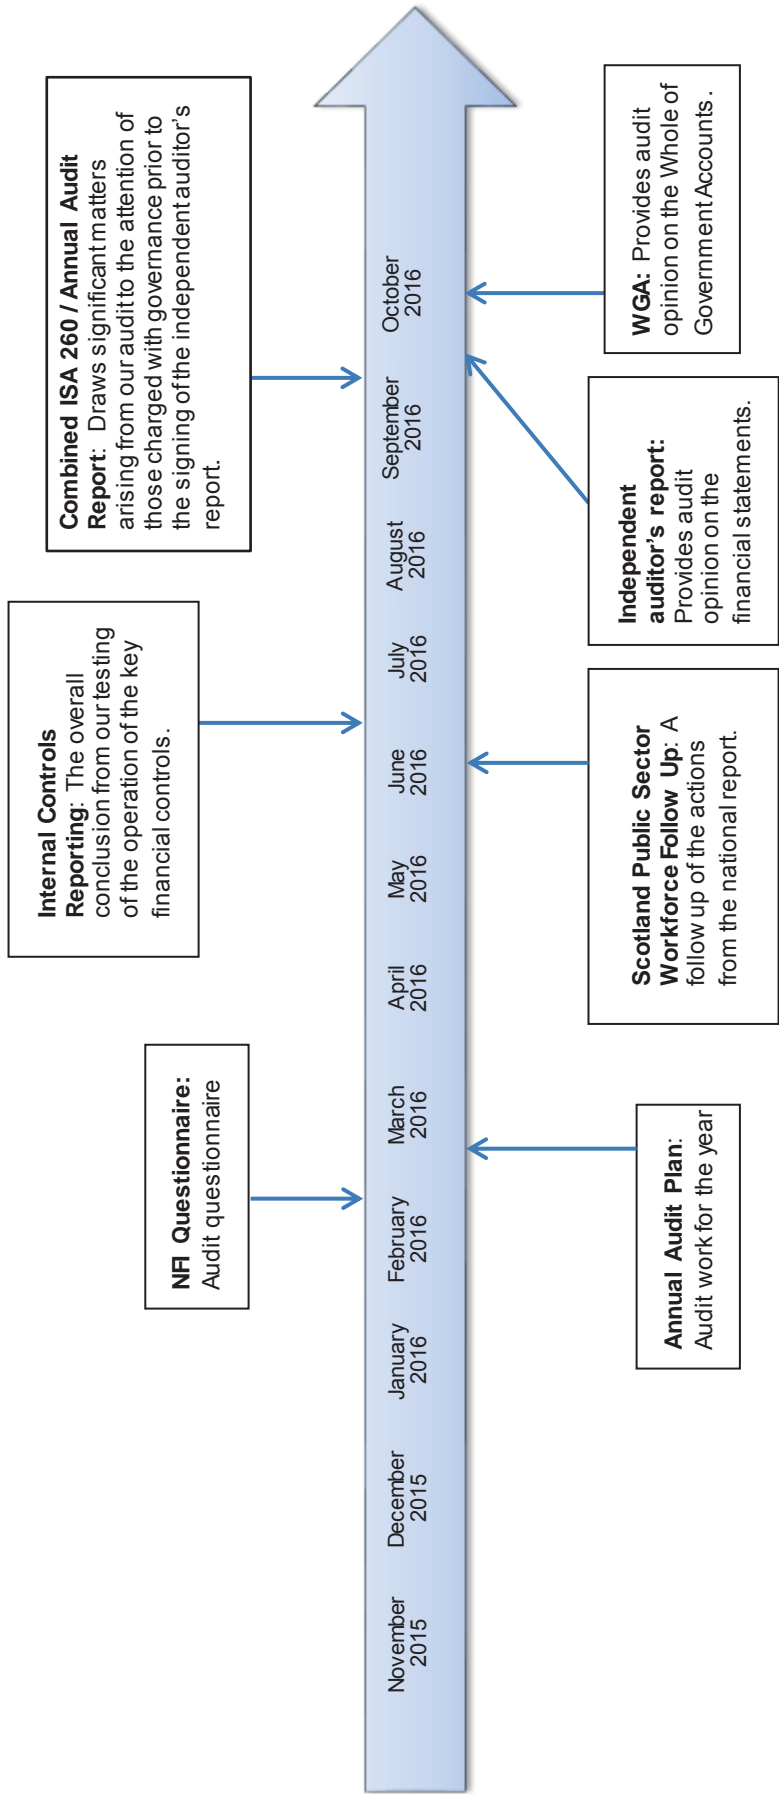 NFI Questionnaire:
Audit questionnaire
Internal Controls
Reporting: The overall
conclusion from our testing
of the operation of the key
financial controls.
Combined ISA 260 / Annual Audit
Report: Draws significant matters
arising from our audit to the attention of
those charged with governance prior to
the signing of the independent auditor's
report.
November
2015
December
2015
January
2016
February
2016
March
2016
April
2016
May
2016
June
2016
July
2016
August
2016
September
2016
October
2016
Annual Audit Plan:
Audit work for the year
Scotland Public Sector
Workforce Follow Up: A
follow up of the actions
from the national report.
Independent
auditor's report:
Provides audit
opinion on the
financial statements.
WGA: Provides audit
opinion on the Whole of
Government Accounts.